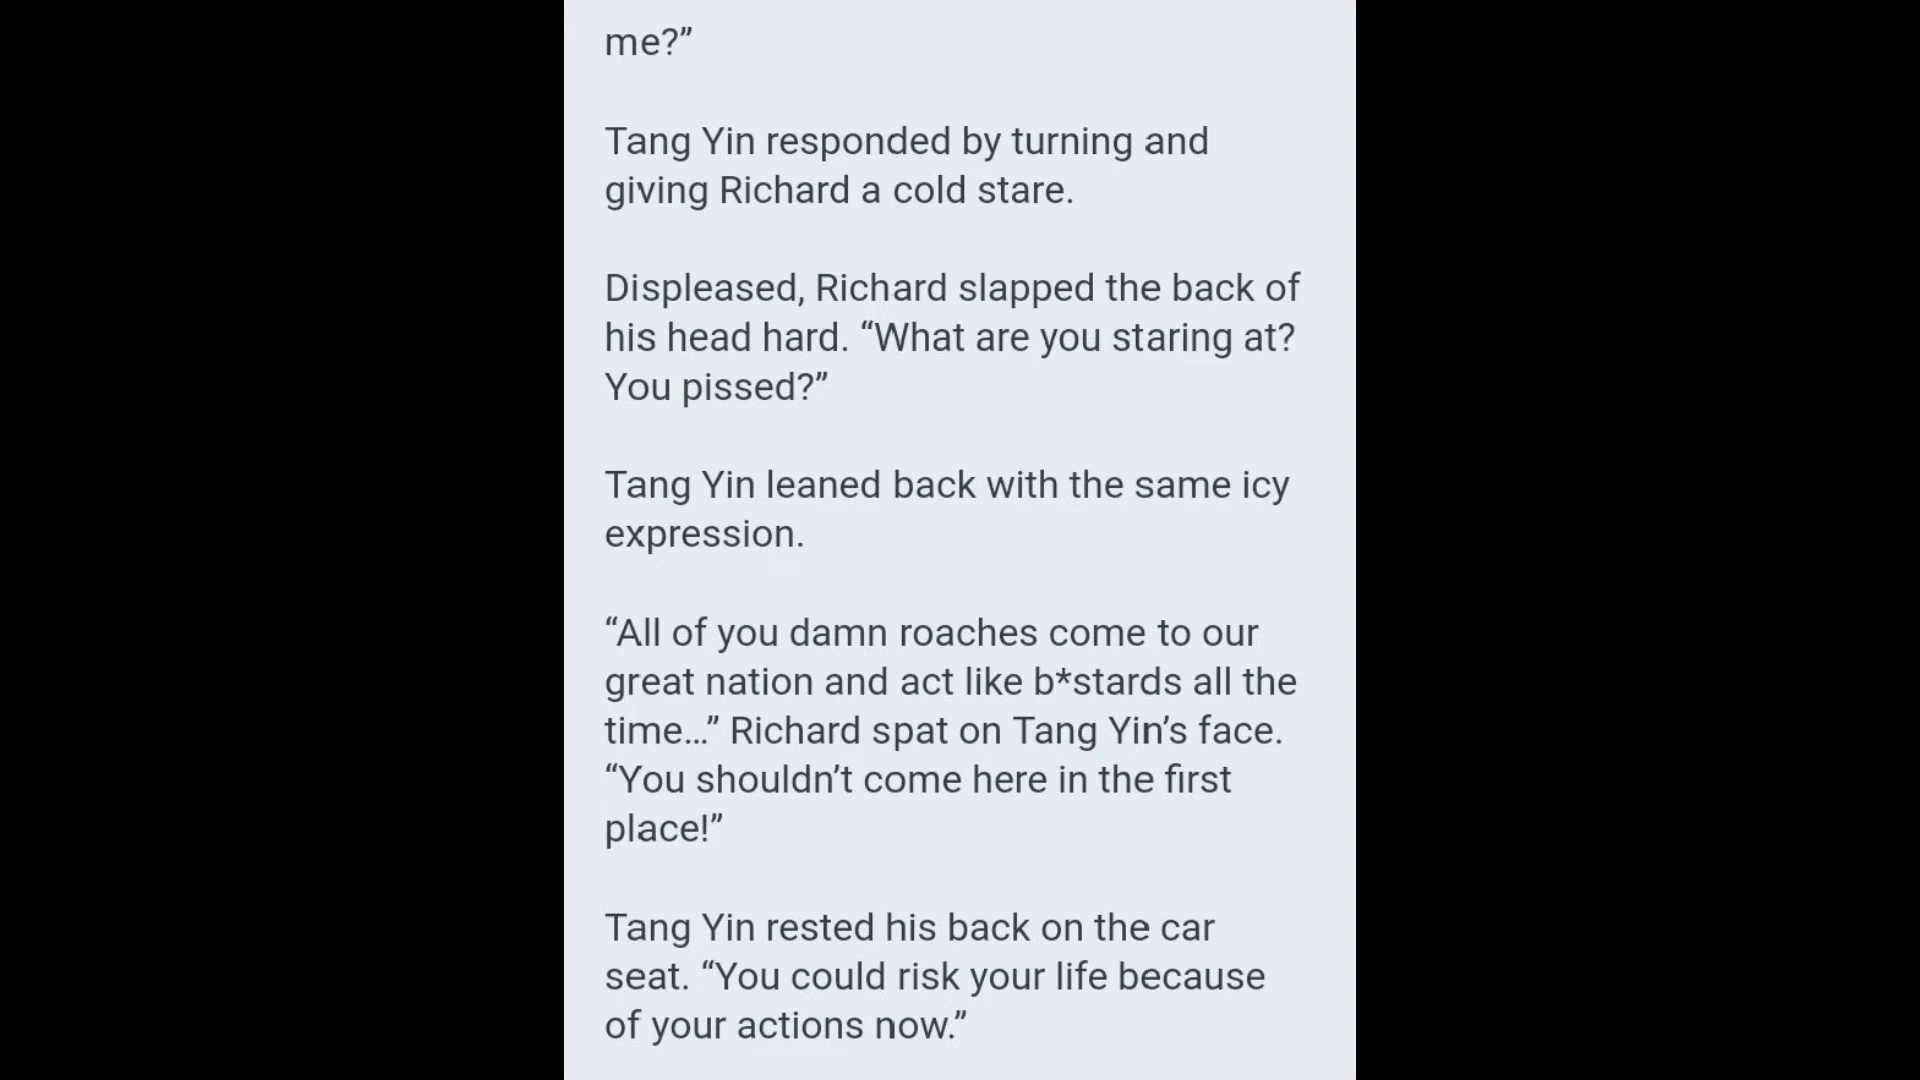 me?”
Tang Yin responded by turning and
giving Richard a cold stare.
Displeased, Richard slapped the back of
his head hard. “What are you staring at?
You pissed?”
Tang Yin leaned back with the same icy
expression.
“All of you damn roaches come to our
great nation and act like b*stards all the
time…” Richard spat on Tang Yin’s face.
“You shouldn’t come here in the first
place!”
Tang Yin rested his back on the car
seat. “You could risk your life because
of your actions now.”